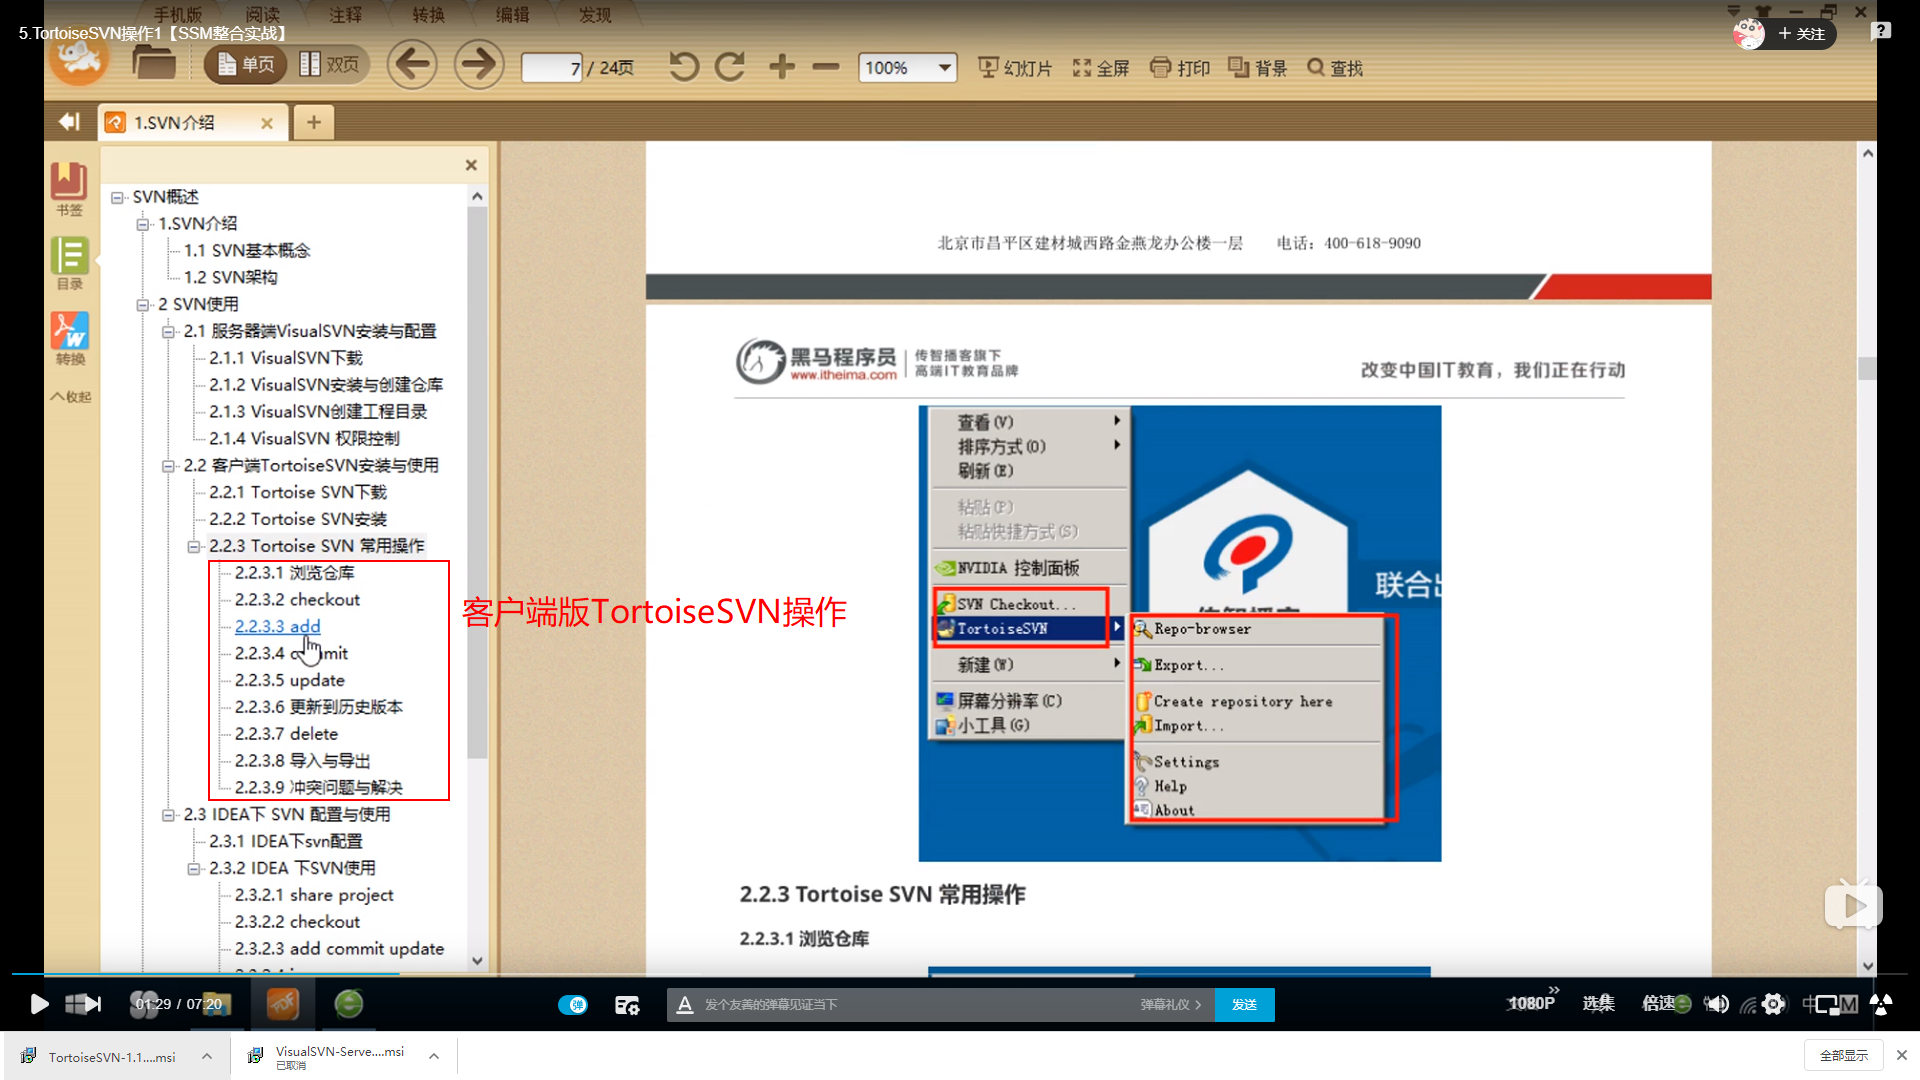 手机版 阅读 注释 转换 编辑 发现
5.TortoiseSVN操作1【SSM整合实战】
+ 关注
单页 双页 7 / 24页 100% 幻灯片 全屏 打印 背景 查找
1.SVN介绍
书签
目录
转换
收起
SVN概述
1.SVN介绍
1.1 SVN基本概念
1.2 SVN架构
2 SVN使用
2.1 服务器端VisualSVN安装与配置
2.1.1 VisualSVN下载
2.1.2 VisualSVN安装与创建仓库
2.1.3 VisualSVN创建工程目录
2.1.4 VisualSVN 权限控制
2.2 客户端TortoiseSVN安装与使用
2.2.1 Tortoise SVN下载
2.2.2 Tortoise SVN安装
2.2.3 Tortoise SVN 常用操作
2.2.3.1 浏览仓库
2.2.3.2 checkout
2.2.3.3 add
2.2.3.4 commit
2.2.3.5 update
2.2.3.6 更新到历史版本
2.2.3.7 delete
2.2.3.8 导入与导出
2.2.3.9 冲突问题与解决
2.3 IDEA下 SVN 配置与使用
2.3.1 IDEA下svn配置
2.3.2 IDEA 下SVN使用
2.3.2.1 share project
2.3.2.2 checkout
2.3.2.3 add commit update
客户端版TortoiseSVN操作
北京市昌平区建材城西路金燕龙办公楼一层 电话：400-618-9090
黑马程序员
www.itheima.com
传智播客旗下
高端IT教育品牌
改变中国IT教育，我们正在行动
查看(V)
排序方式(O)
刷新(E)
粘贴(P)
粘贴快捷方式(S)
NVIDIA 控制面板
SVN Checkout...
TortoiseSVN
新建(W)
屏幕分辨率(C)
小工具(G)
Repo-browser
Export...
Create repository here
Import...
Settings
Help
About
2.2.3 Tortoise SVN 常用操作
2.2.3.1 浏览仓库
01:29 / 07:20
弹
发个友善的弹幕见证当下
弹幕礼仪
发送
1080P 选集 倍速
TortoiseSVN-1.1....msi
VisualSVN-Serve....msi
已取消
全部显示